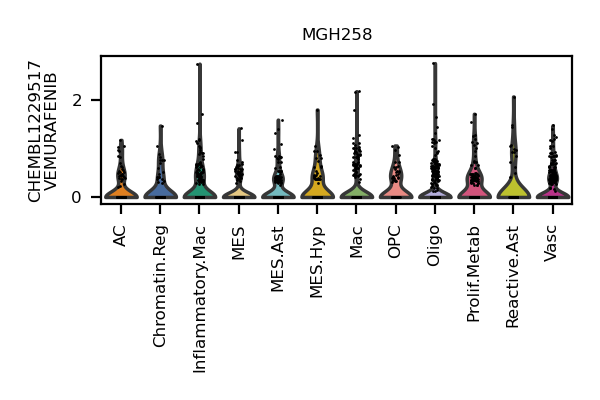 MGH258
CHEMBL1229517
VEMURAFENIB
2
0
AC
Chromatin.Reg
Inflammatory.Mac
MES
MES.Ast
MES.Hyp
Mac
OPC
Oligo
Prolif.Metab
Reactive.Ast
Vasc